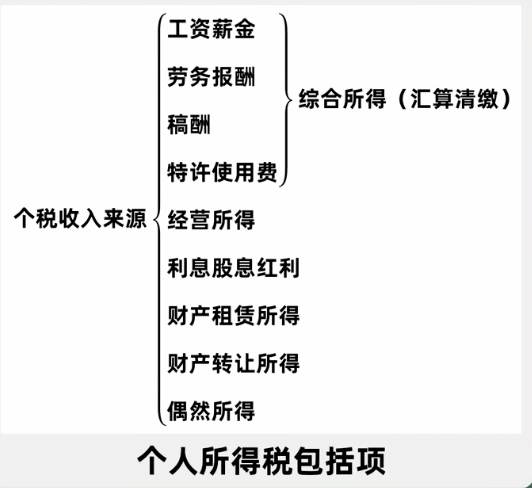 工资薪金
劳务报酬
稿酬
特许使用费
综合所得（汇算清缴）
个税收入来源
经营所得
利息股息红利
财产租赁所得
财产转让所得
偶然所得
个人所得税包括项